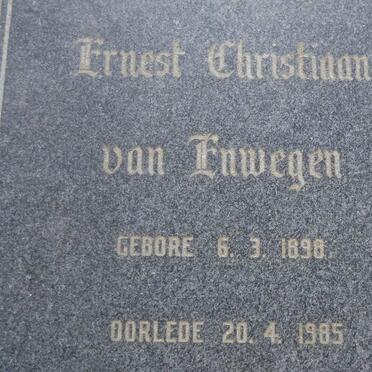 Ernest Christiaan
van Enwegen
GEBORE 6. 3. 1898
OORLEDE 20. 4. 1985